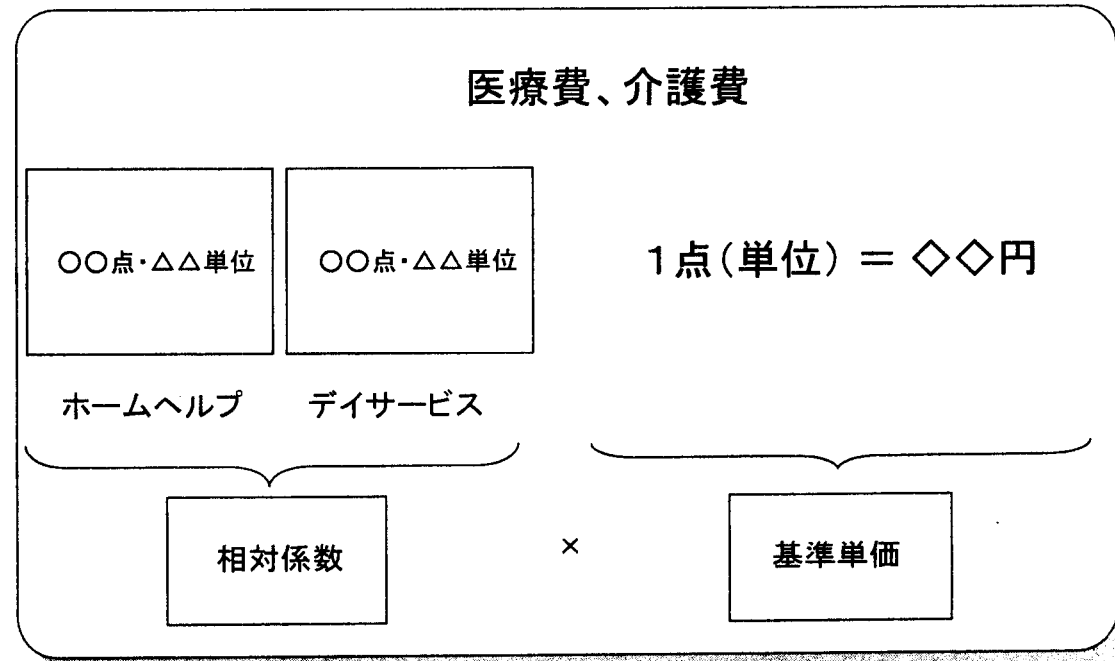 医療費、介護費
○○点・△△単位
○○点・△△単位
1点(単位) = ◇◇円
ホームヘルプ
デイサービス
相対係数
×
基準単価